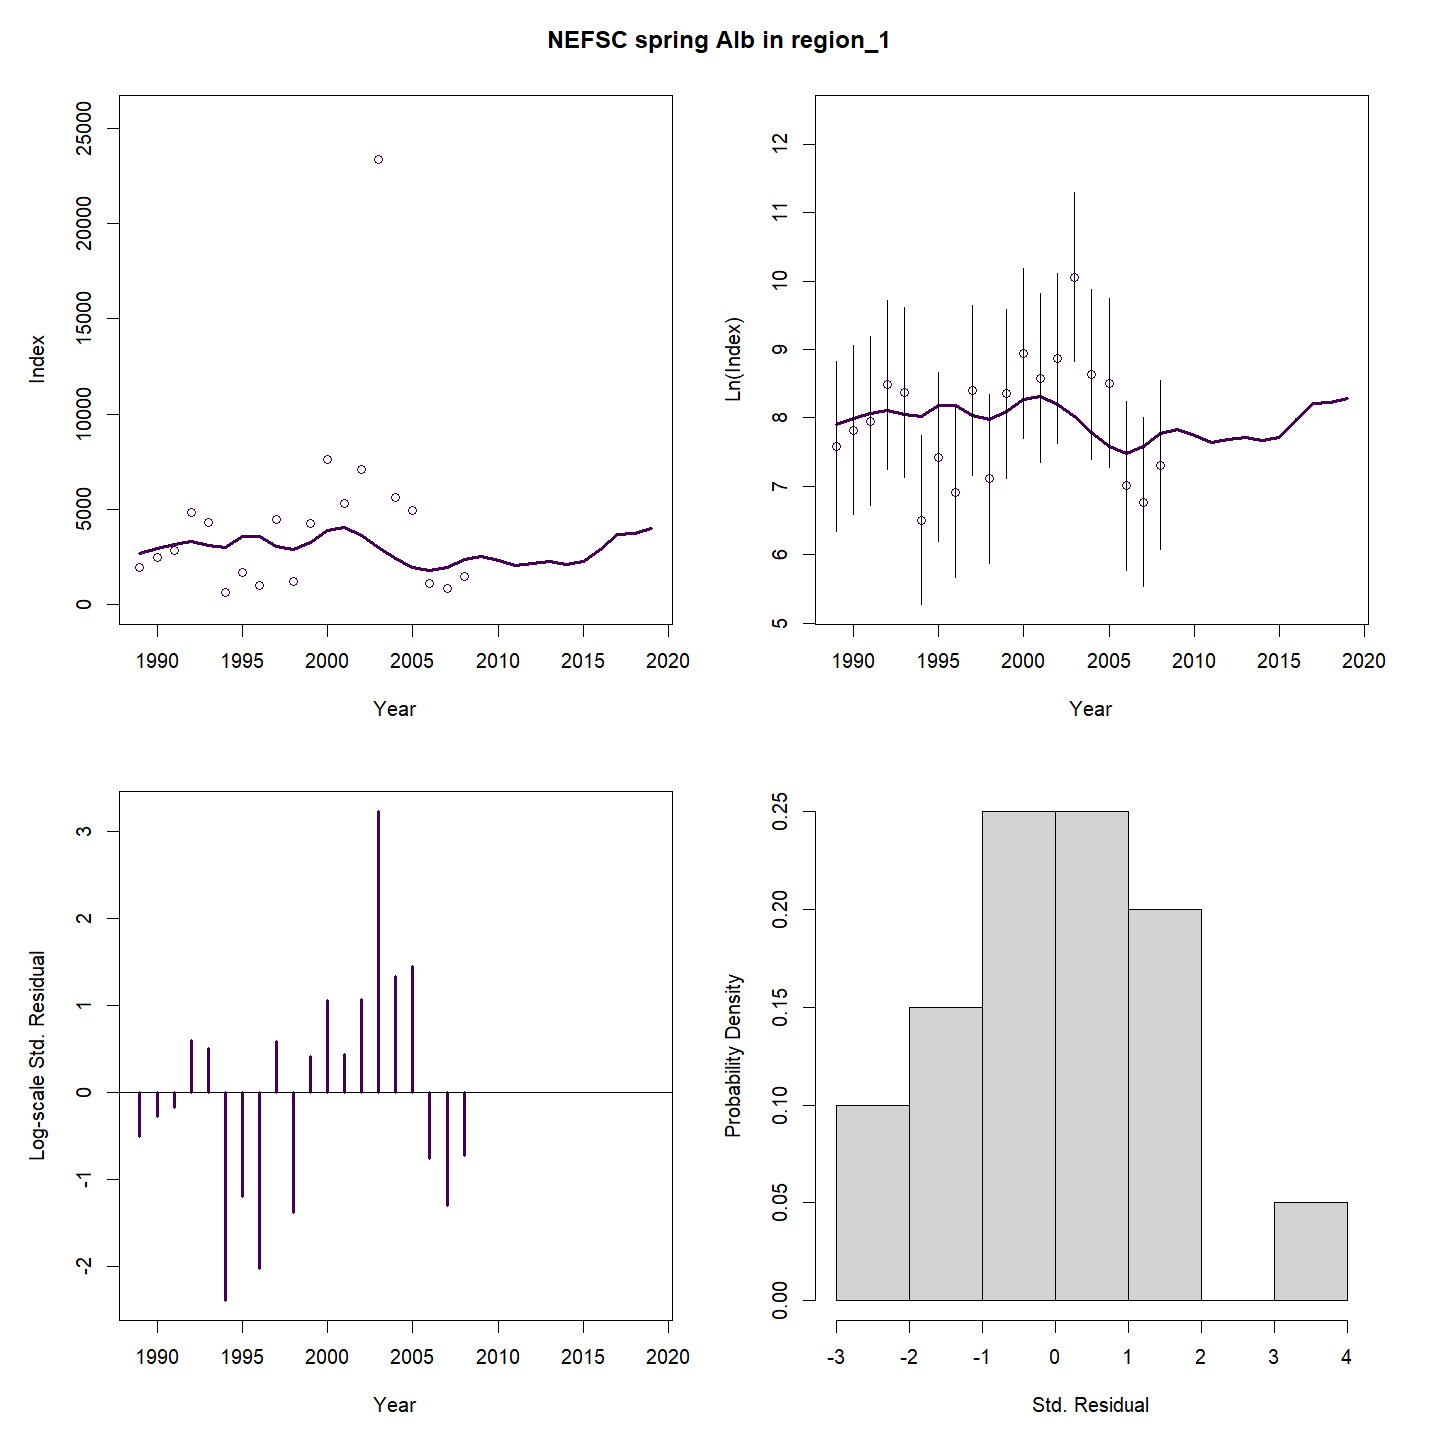 NEFSC spring Alb in region_1
Index
0 5000 10000 15000 20000 25000
1990 1995 2000 2005 2010 2015 2020
Year
Ln(Index)
5 6 7 8 9 10 11 12
1990 1995 2000 2005 2010 2015 2020
Year
Log-scale Std. Residual
-2 -1 0 1 2 3
1990 1995 2000 2005 2010 2015 2020
Year
Probability Density
0.00 0.05 0.10 0.15 0.20 0.25
-3 -2 -1 0 1 2 3 4
Std. Residual